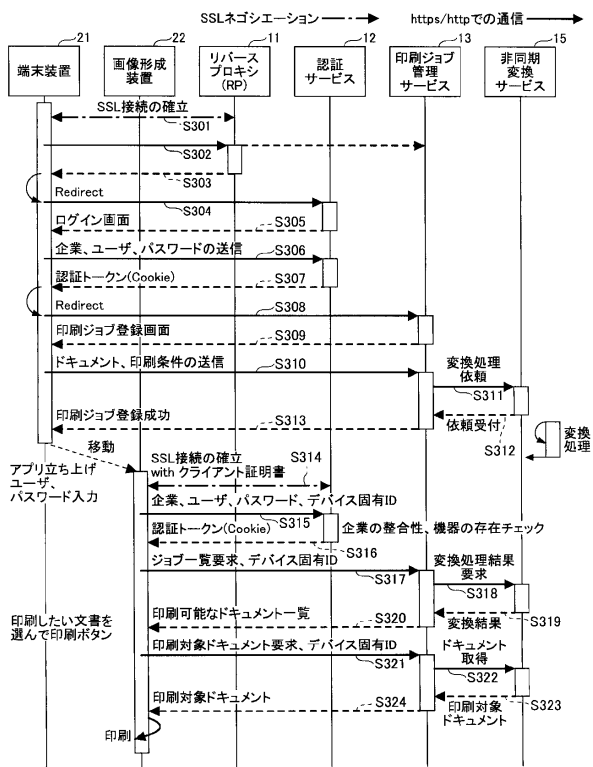 SSLネゴシエーション
https/httpでの通信
21
22
11
12
13
15
端末装置
画像形成
装置
リバース
プロキシ
(RP)
認証
サービス
印刷ジョブ
管理
サービス
非同期
変換
サービス
SSL接続の確立
S301
S302
S303
Redirect
S304
ログイン画面
S305
企業、ユーザ、パスワードの送信
S306
認証トークン(Cookie)
S307
Redirect
S308
印刷ジョブ登録画面
S309
ドキュメント、印刷条件の送信
S310
変換処理
依頼
S311
印刷ジョブ登録成功
S313
依頼受付
S312
変換
処理
移動
アプリ立ち上げ
ユーザ、
パスワード入力
SSL接続の確立
with クライアント証明書
S314
企業、ユーザ、パスワード、デバイス固有ID
S315
認証トークン(Cookie)
S316
企業の整合性、機器の存在チェック
ジョブ一覧要求、デバイス固有ID
S317
変換処理結果
要求
S318
印刷可能なドキュメント一覧
S320
変換結果
S319
印刷したい文書を
選んで印刷ボタン
印刷対象ドキュメント要求、デバイス固有ID
S321
ドキュメント
取得
S322
印刷対象ドキュメント
S324
S323
印刷対象
ドキュメント
印刷